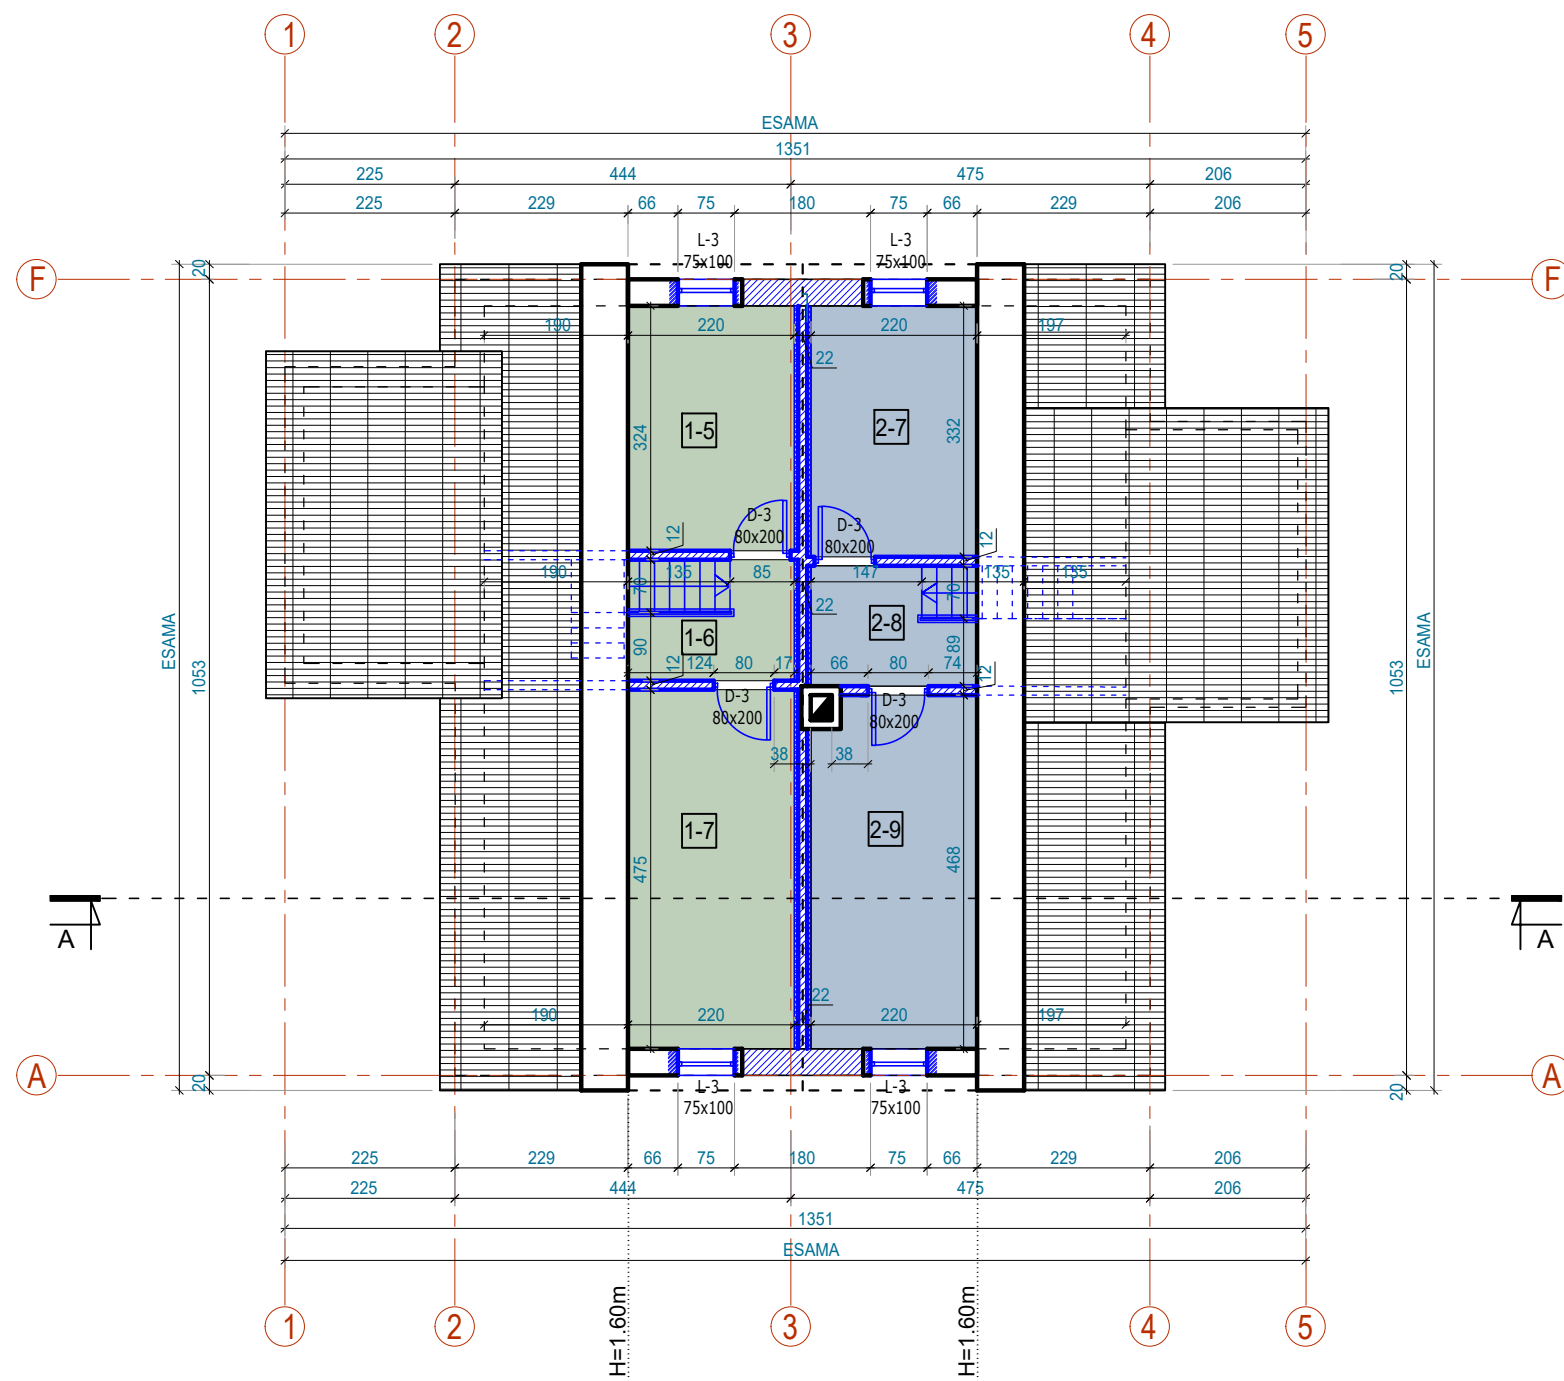 1 2 3 4 5
ESAMA
1351
225 444 475 206
225 229 66 75 180 75 66 229 206
L-3 L-3
75x100 75x100
F F
20 20
190 220 220 197
22
1-5 2-7
324 332
D-3 D-3
80x200 80x200
12 12
190 135 85 147 135 135
70 70
22
1-6 2-8
90 89
124 80 17 66 80 74
12 12
D-3 D-3
80x200 80x200
38 38
ESAMA 1053 1053 ESAMA
1-7 2-9
475 468
A A
22
190 220 220 197
A A
20 20
L-3 L-3
75x100 75x100
225 229 66 75 180 75 66 229 206
225 444 475 206
1351
ESAMA
H=1.60m H=1.60m
1 2 3 4 5